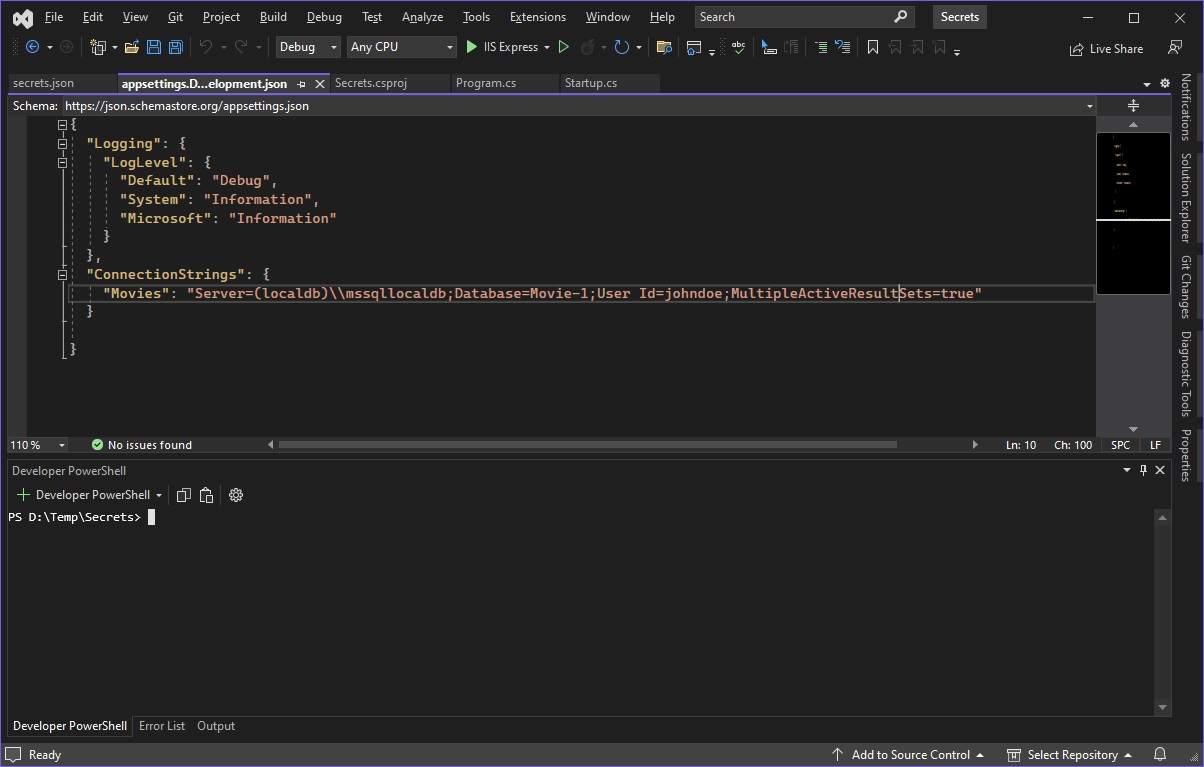 File Edit View Git Project Build Debug Test Analyze Tools Extensions Window Help Search Secrets
Debug Any CPU IIS Express Live Share
secrets.json appsettings.D...elopment.json Secrets.csproj Program.cs Startup.cs
Schema: https://json.schemastore.org/appsettings.json
{
"Logging": {
"LogLevel": {
"Default": "Debug",
"System": "Information",
"Microsoft": "Information"
}
},
"ConnectionStrings": {
"Movies": "Server=(localdb)\\mssqllocaldb;Database=Movie-1;User Id=johndoe;MultipleActiveResultSets=true"
}
}
110 % No issues found Ln: 10 Ch: 100 SPC LF
Notifications
Solution Explorer
Git Changes
Diagnostic Tools
Properties
Developer PowerShell
Developer PowerShell
PS D:\Temp\Secrets>
Developer PowerShell Error List Output
Ready Add to Source Control Select Repository